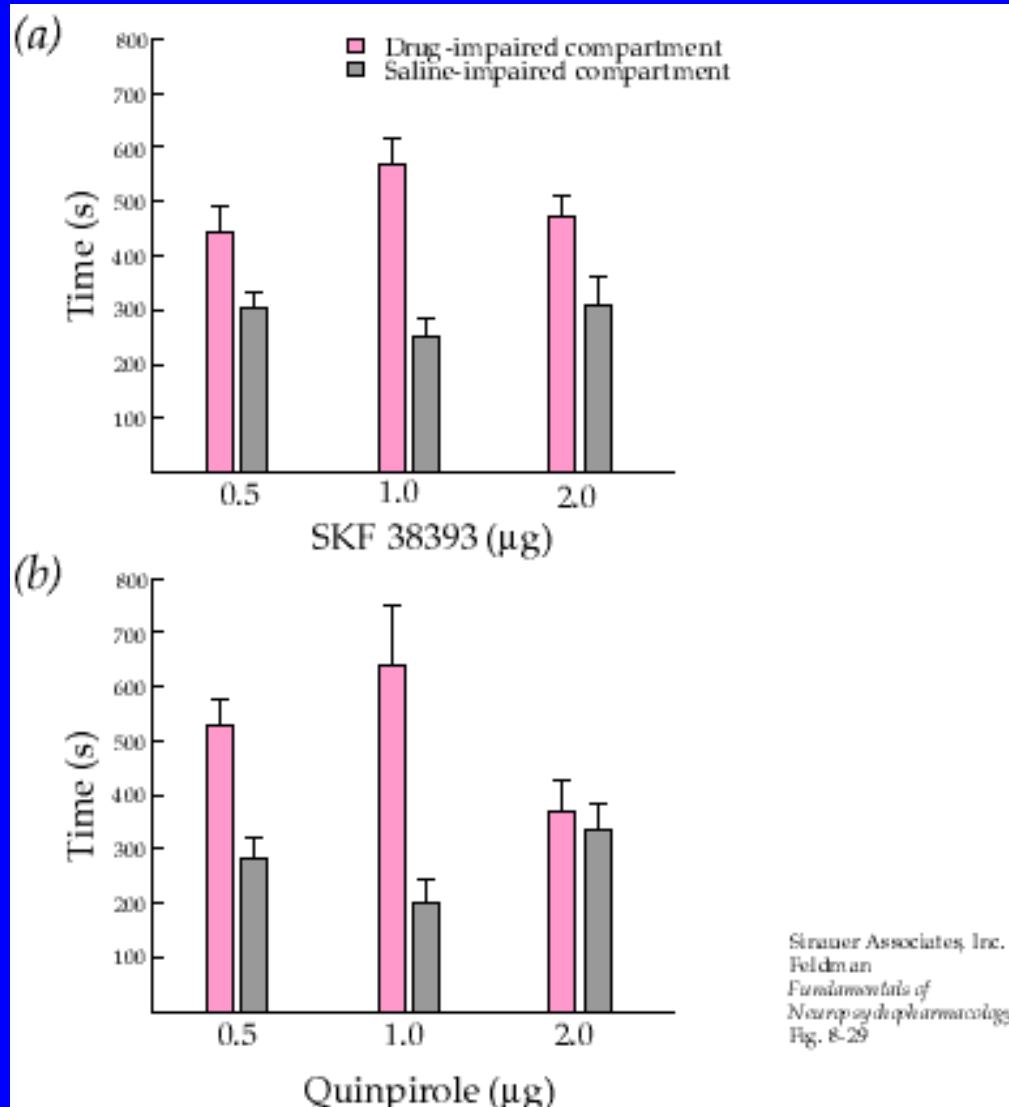 (a)
Drug-impaired compartment
Saline-impaired compartment
800
700
600
500
400
300
200
100
Time (s)
0.5 1.0 2.0
SKF 38393 (µg)
(b)
800
700
600
500
400
300
200
100
Time (s)
0.5 1.0 2.0
Quinpirole (µg)
Sinauer Associates, Inc.
Feldman
Fundamentals of
Neuropsychopharmacology
Fig. 8-29